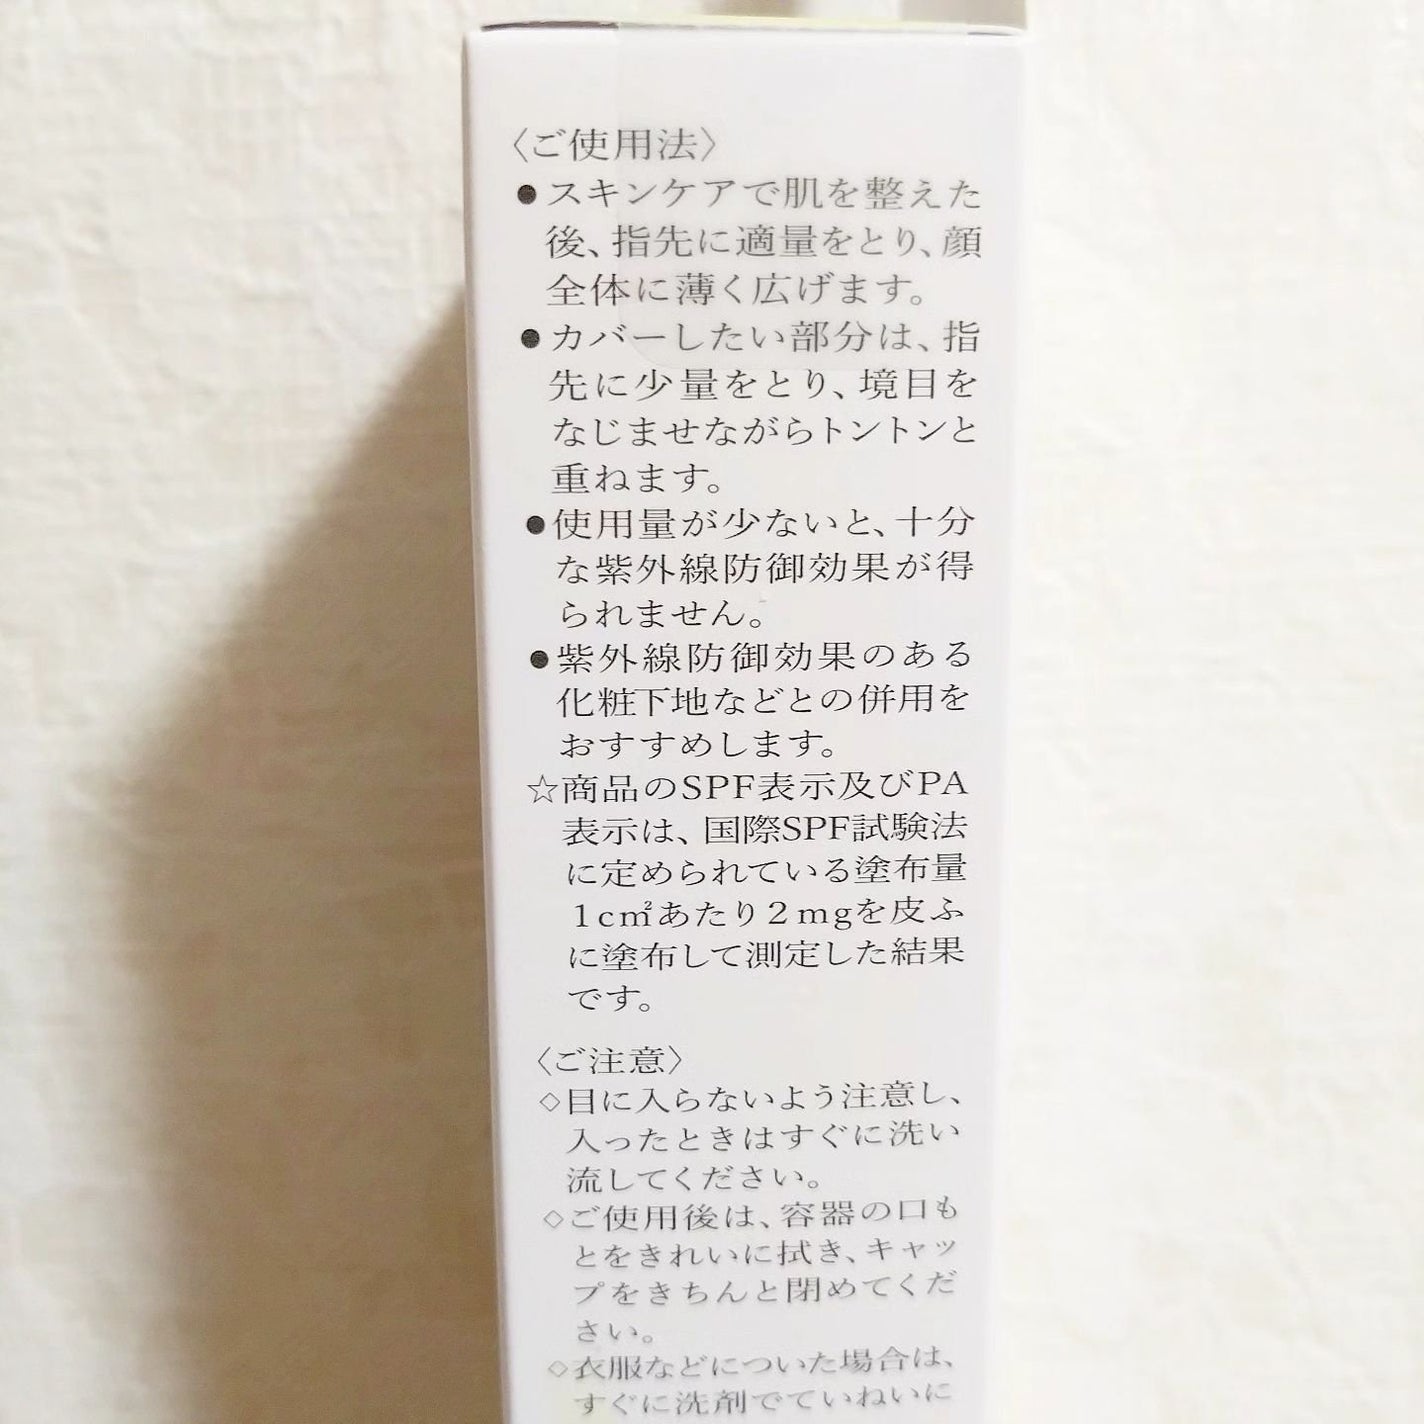 〈ご使用法〉
●スキンケアで肌を整えた
後、指先に適量をとり、顔
全体に薄く広げます。
●カバーしたい部分は、指
先に少量をとり、境目を
なじませながらトントンと
重ねます。
●使用量が少ないと、十分
な紫外線防御効果が得
られません。
●紫外線防御効果のある
化粧下地などとの併用を
おすすめします。
☆商品のSPF表示及びPA
表示は、国際SPF試験法
に定められている塗布量
1c㎡あたり2mgを皮ふ
に塗布して測定した結果
です。
〈ご注意〉
◇目に入らないよう注意し、
入ったときはすぐに洗い
流してください。
◇ご使用後は、容器の口も
とをきれいに拭き、キャッ
プをきちんと閉めてくだ
さい。
◇衣服などについた場合は、
すぐに洗剤でていねいに